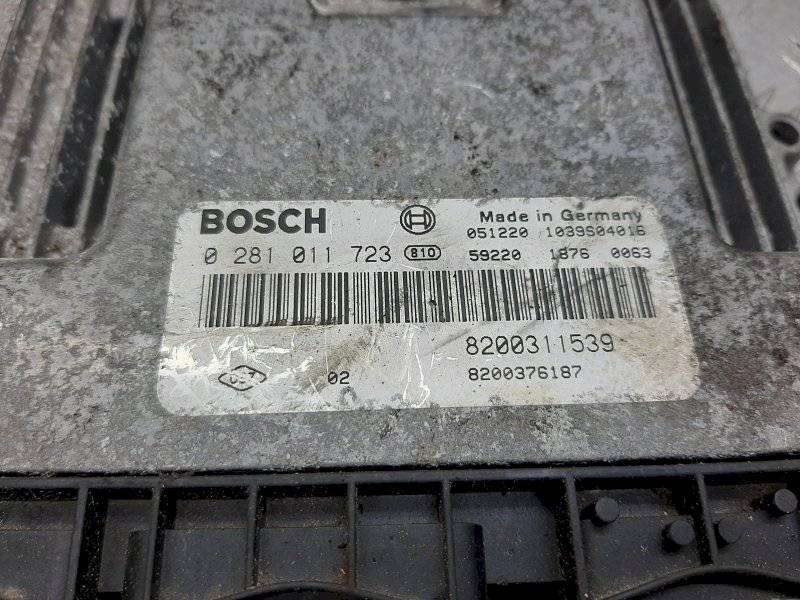 BOSCH
Made in Germany
051220 1039S04016
0 281 011 723 810 59220 1876 0063
8200311539
02 8200376187